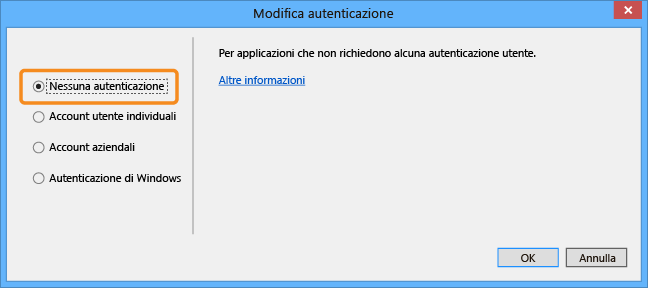 Modifica autenticazione
Nessuna autenticazione
Account utente individuali
Account aziendali
Autenticazione di Windows
Per applicazioni che non richiedono alcuna autenticazione utente.
Altre informazioni
OK
Annulla